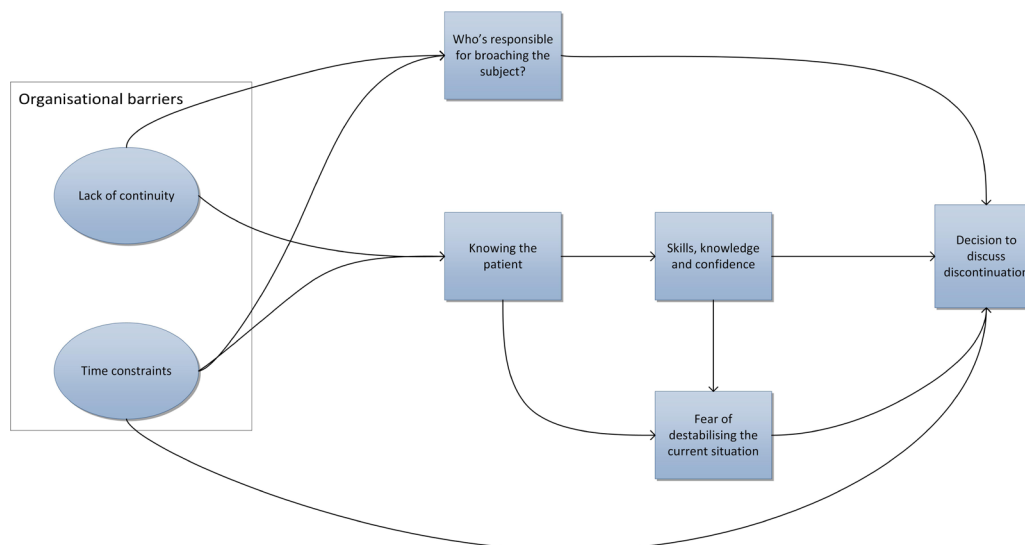 Who's responsible
for broaching the
subject?
Organisational barriers
Lack of continuity
Knowing the
patient
Skills, knowledge
and confidence
Decision to
discuss
discontinuation
Time constraints
Fear of
destabilising the
current situation